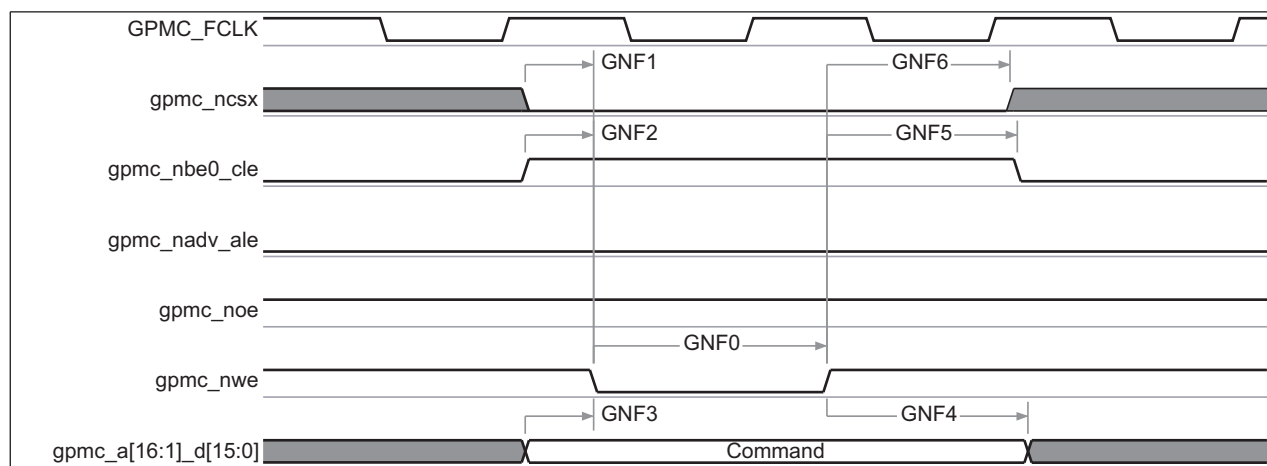 GPMC_FCLK
GNF1
GNF6
gpmc_ncsx
GNF2
GNF5
gpmc_nbe0_cle
gpmc_nadv_ale
gpmc_noe
GNF0
gpmc_nwe
GNF3
GNF4
gpmc_a[16:1]_d[15:0]
Command